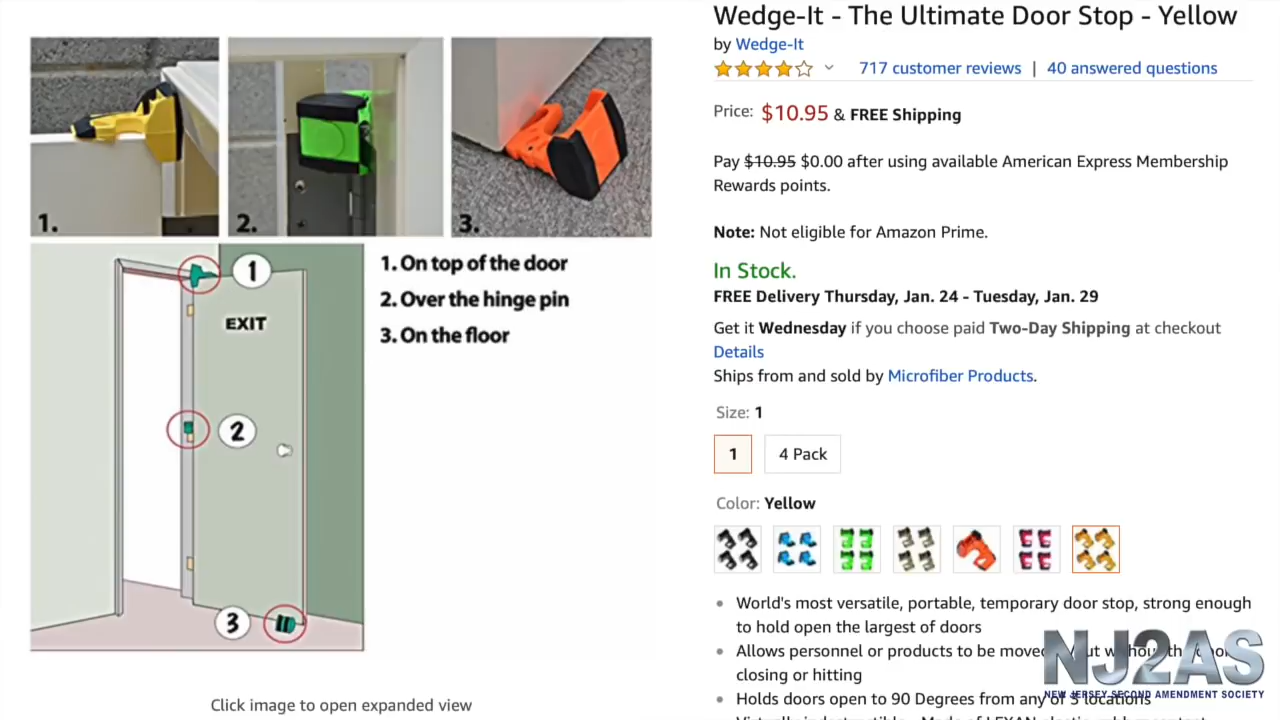 Wedge-It - The Ultimate Door Stop - Yellow
by Wedge-It
717 customer reviews | 40 answered questions
Price: $10.95 & FREE Shipping
Pay $10.95 $0.00 after using available American Express Membership
Rewards points.
Note: Not eligible for Amazon Prime.
In Stock.
FREE Delivery Thursday, Jan. 24 - Tuesday, Jan. 29
Get it Wednesday if you choose paid Two-Day Shipping at checkout
Details
Ships from and sold by Microfiber Products.
Size: 1
1
4 Pack
Color: Yellow
World's most versatile, portable, temporary door stop, strong enough
to hold open the largest of doors
Allows personnel or products to be moved
closing or hitting
Holds doors open to 90 Degrees from any of 3 locations
1.
2.
3.
1. On top of the door
2. Over the hinge pin
3. On the floor
1
EXIT
2
3
Click image to open expanded view
NJ2AS
NEW JERSEY SECOND AMENDMENT SOCIETY